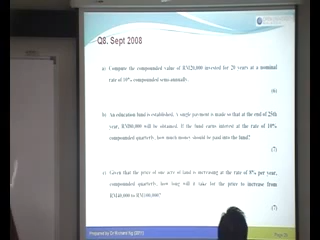 Q8, Sept 2008
a) Compute the compounded value of RM20,000 invested for 20 years at a nominal
rate of 10% compounded semi-annually.
(6)
b) An education fund is established. A single payment is made so that at the end of 25th
year, RM80,000 will be obtained. If the fund earns interest at the rate of 10%
compounded quarterly, how much money should be paid into the fund?
(7)
c) Given that the price of one acre of land is increasing at the rate of 8% per year,
compounded quarterly, how long will it take for the price to increase from
to
(7)
Prepared by Dr
Page